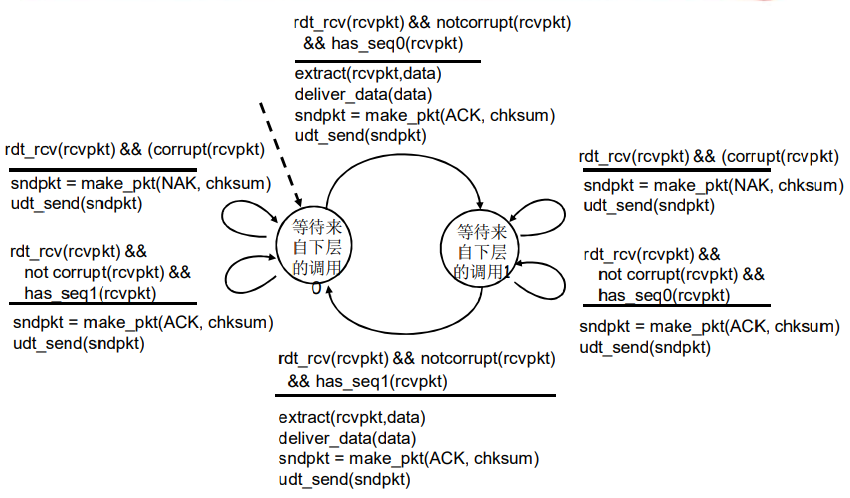 rdt_rcv(rcvpkt) && notcorrupt(rcvpkt)
&& has_seq0(rcvpkt)
extract(rcvpkt,data)
deliver_data(data)
sndpkt = make_pkt(ACK, chksum)
udt_send(sndpkt)
rdt_rcv(rcvpkt) && (corrupt(rcvpkt)
sndpkt = make_pkt(NAK, chksum)
udt_send(sndpkt)
rdt_rcv(rcvpkt) &&
not corrupt(rcvpkt) &&
has_seq1(rcvpkt)
sndpkt = make_pkt(ACK, chksum)
udt_send(sndpkt)
等待来
自下层
的调用
0
等待来
自下层
的调用1
rdt_rcv(rcvpkt) && (corrupt(rcvpkt)
sndpkt = make_pkt(NAK, chksum)
udt_send(sndpkt)
rdt_rcv(rcvpkt) &&
not corrupt(rcvpkt) &&
has_seq0(rcvpkt)
sndpkt = make_pkt(ACK, chksum)
udt_send(sndpkt)
rdt_rcv(rcvpkt) && notcorrupt(rcvpkt)
&& has_seq1(rcvpkt)
extract(rcvpkt,data)
deliver_data(data)
sndpkt = make_pkt(ACK, chksum)
udt_send(sndpkt)